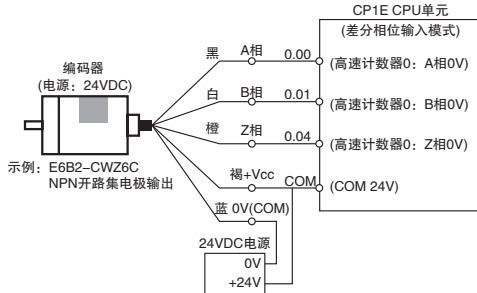 CP1E CPU单元
(差分相位输入模式)
编码器
(电源：24VDC)
黑 A相 0.00 (高速计数器0：A相0V)
白 B相 0.01 (高速计数器0：B相0V)
橙 Z相 0.04 (高速计数器0：Z相0V)
示例：E6B2-CWZ6C
NPN开路集电极输出
褐+Vcc COM (COM 24V)
蓝 0V(COM)
24VDC电源
0V
+24V